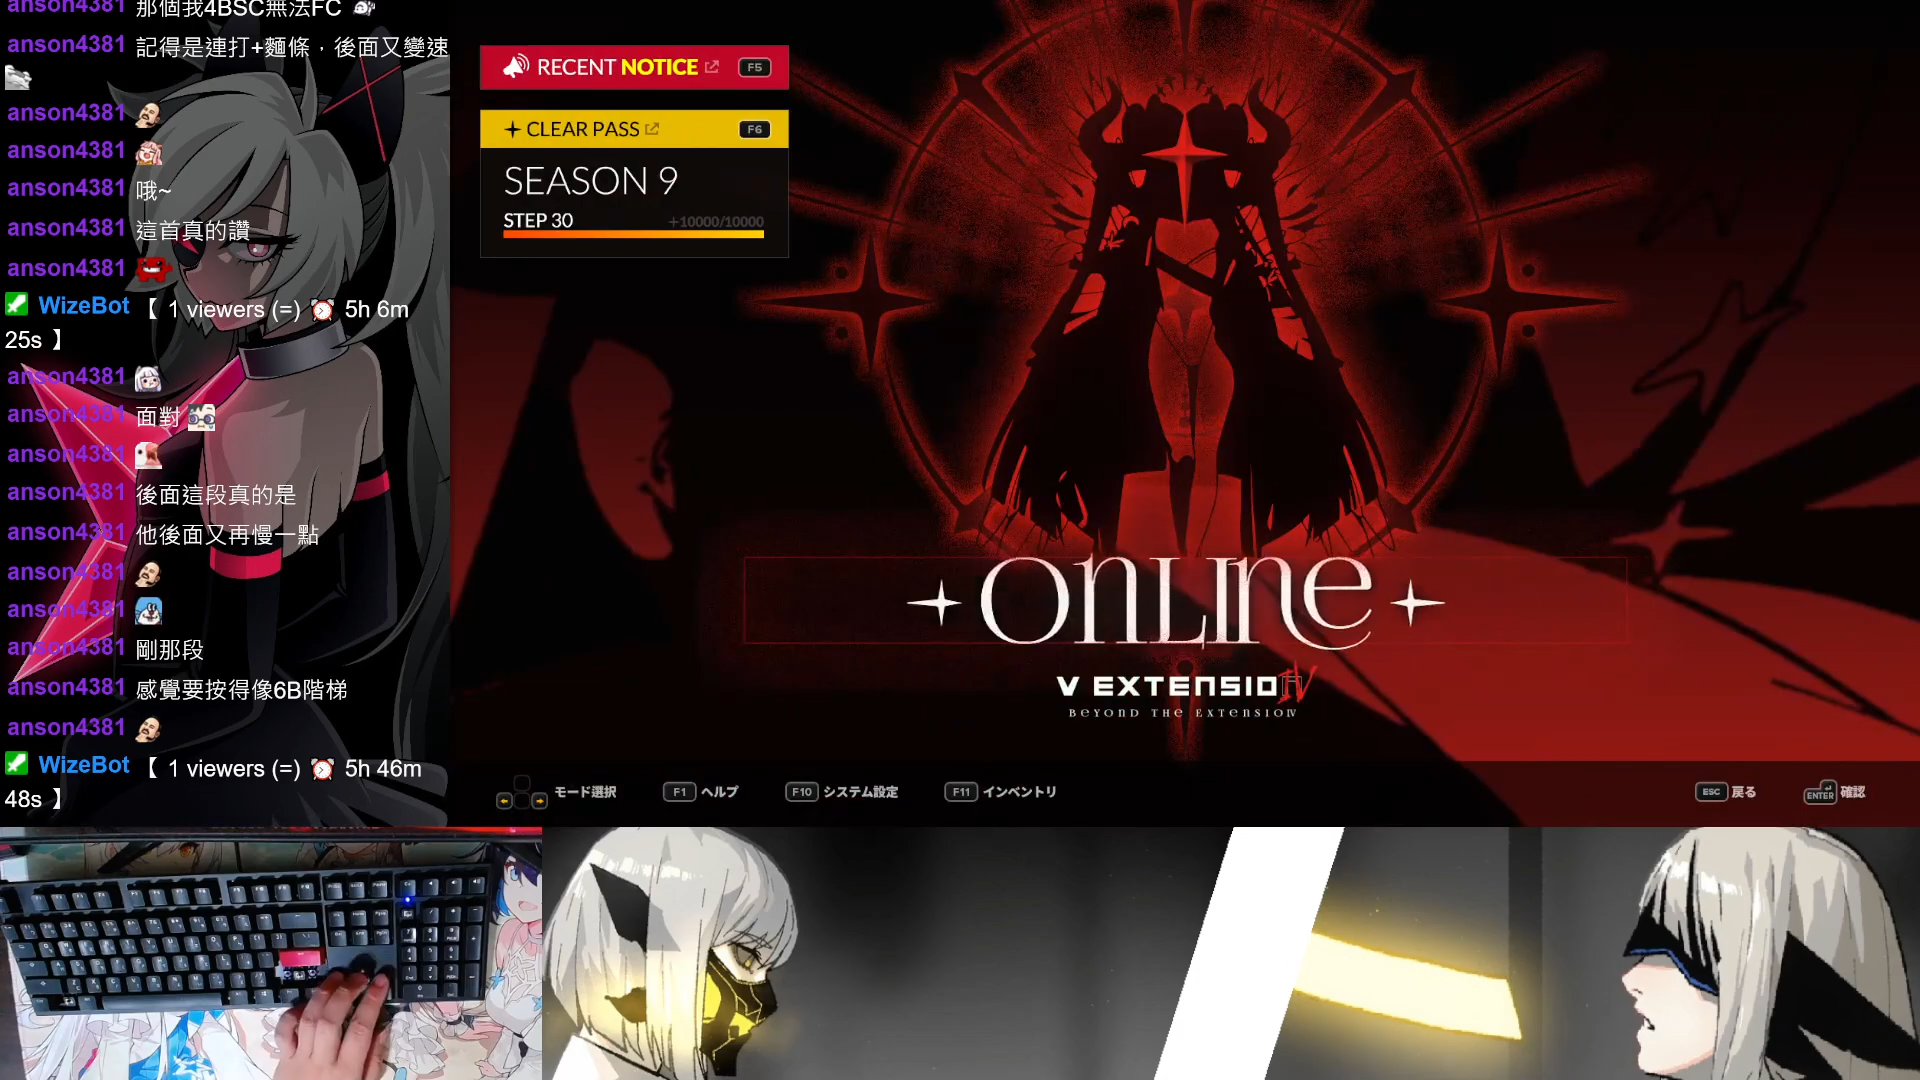 anson4381 那個我4BSC無法FC
anson4381 記得是連打+麵條，後面又變速
anson4381
anson4381
anson4381 哦~
anson4381 這首真的讚
anson4381
WizeBot 【 1 viewers (=) ⏰ 5h 6m
25s 】
anson4381
anson4381 面對
anson4381
anson4381 後面這段真的是
anson4381 他後面又再慢一點
anson4381
anson4381
anson4381 剛那段
anson4381 感覺要按得像6B階梯
anson4381
WizeBot 【 1 viewers (=) ⏰ 5h 46m
48s 】
RECENT NOTICE F5
CLEAR PASS F6
SEASON 9
STEP 30 +10000/10000
ONLINE
V EXTENSION IV
BEYOND THE EXTENSION
モード選択 F1 ヘルプ F10 システム設定 F11 インベントリ ESC 戻る ENTER 確認